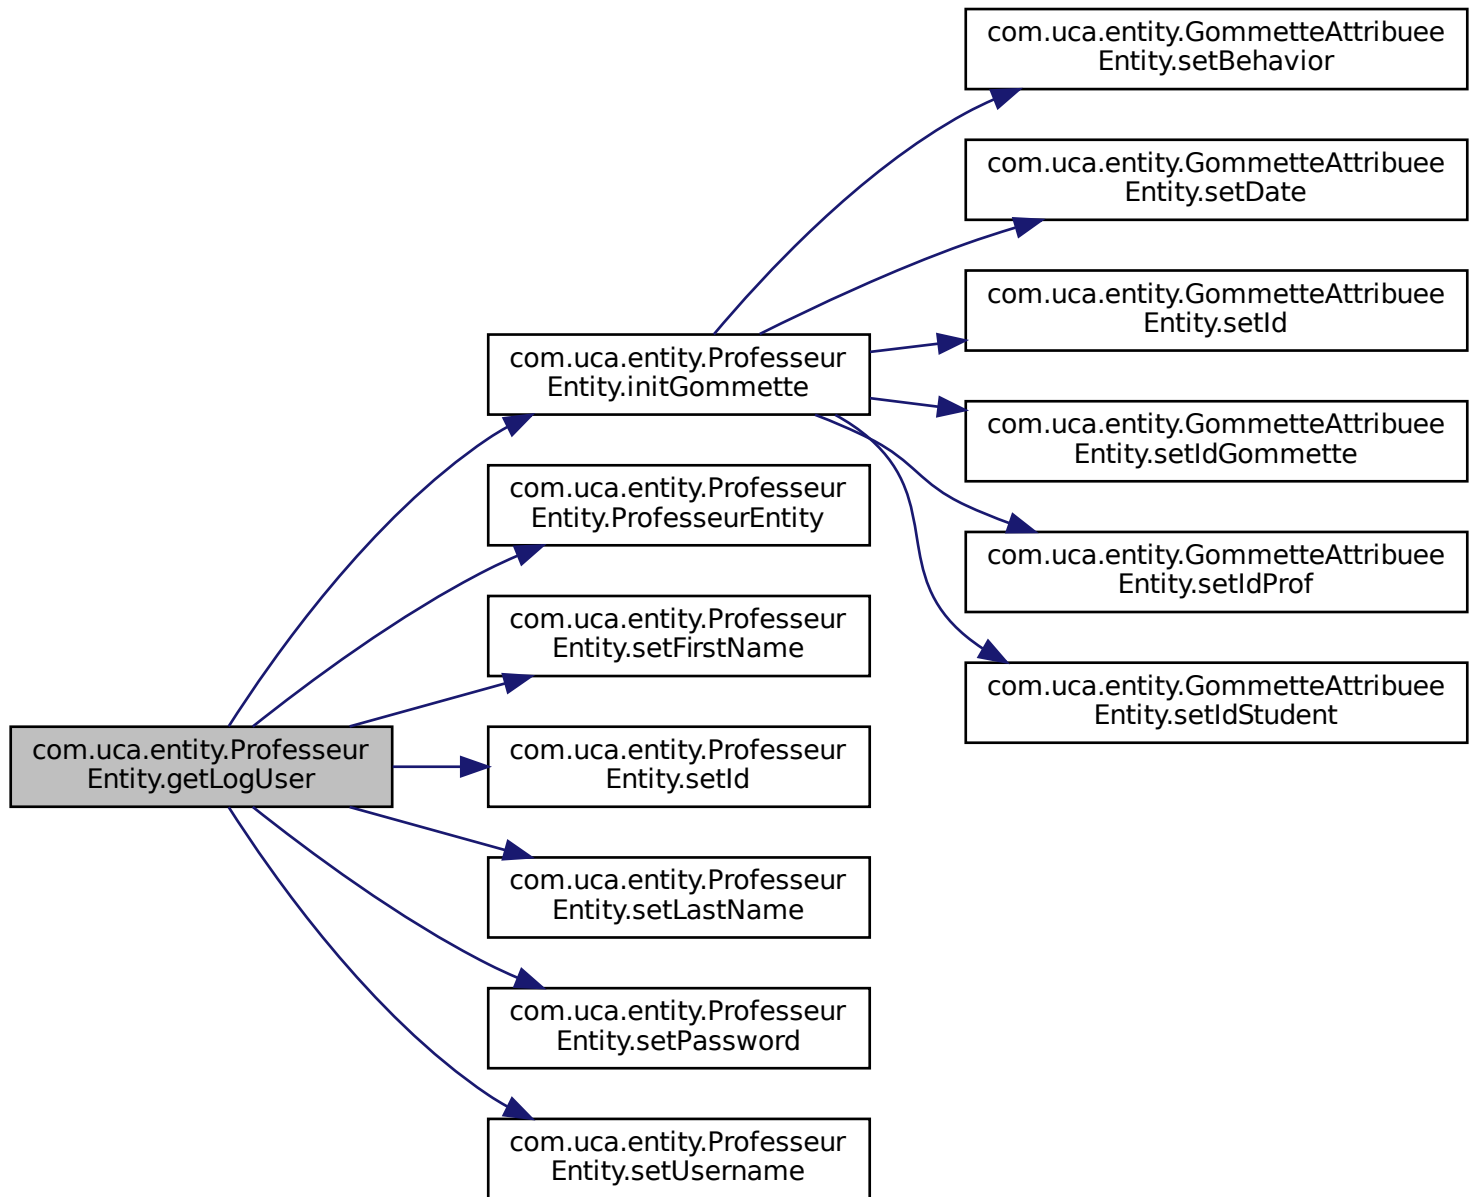 com.uca.entity.Professeur
Entity.getLogUser
com.uca.entity.Professeur
Entity.initGommette
com.uca.entity.Professeur
Entity.ProfesseurEntity
com.uca.entity.Professeur
Entity.setFirstName
com.uca.entity.Professeur
Entity.setId
com.uca.entity.Professeur
Entity.setLastName
com.uca.entity.Professeur
Entity.setPassword
com.uca.entity.Professeur
Entity.setUsername
com.uca.entity.GommetteAttribuee
Entity.setBehavior
com.uca.entity.GommetteAttribuee
Entity.setDate
com.uca.entity.GommetteAttribuee
Entity.setId
com.uca.entity.GommetteAttribuee
Entity.setIdGommette
com.uca.entity.GommetteAttribuee
Entity.setIdProf
com.uca.entity.GommetteAttribuee
Entity.setIdStudent